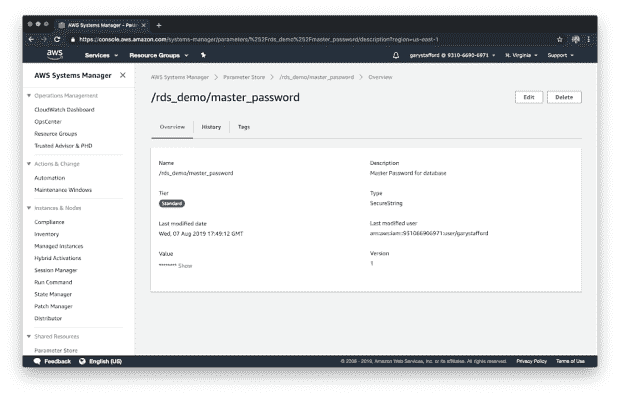 AWS Systems Manager - Par
https://console.aws.amazon.com/systems-manager/parameters/%252Frds_demo%252Fmaster_password/description?region=us-east-1
aws Services Resource Groups garystafford @ 9310-6690-6971 N. Virginia Support
AWS Systems Manager
AWS Systems Manager > Parameter Store > /rds_demo/master_password > Overview
/rds_demo/master_password
Edit Delete
Overview History Tags
Operations Management
CloudWatch Dashboard
OpsCenter
Resource Groups
Trusted Advisor & PHD
Actions & Change
Automation
Maintenance Windows
Instances & Nodes
Compliance
Inventory
Managed Instances
Hybrid Activations
Session Manager
Run Command
State Manager
Patch Manager
Distributor
Shared Resources
Parameter Store
Name
/rds_demo/master_password
Description
Master Password for database
Tier
Standard
Type
SecureString
Last modified date
Wed, 07 Aug 2019 17:49:12 GMT
Last modified user
arn:aws:iam::931066906971:user/garystafford
Value
******** Show
Version
1
Feedback English (US)
© 2008 - 2019, Amazon Web Services, Inc. or its affiliates. All rights reserved. Privacy Policy Terms of Use